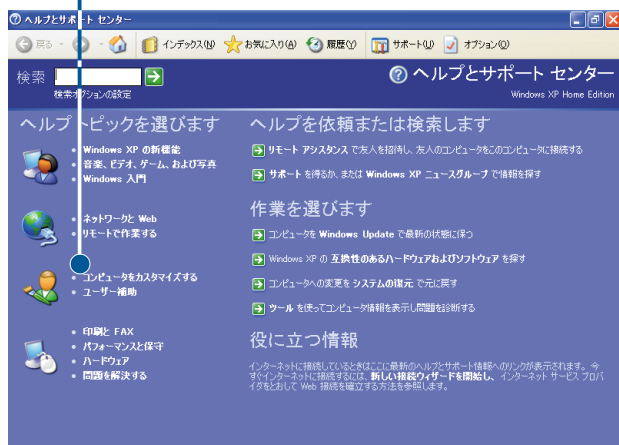 ヘルプとサポート センター
戻る
インデックス(N) お気に入り(A) 履歴(Y) サポート(U) オプション(O)
検索
検索オプションの設定
ヘルプとサポート センター
Windows XP Home Edition
ヘルプ トピックを選びます
Windows XP の新機能
音楽、ビデオ、ゲーム、および写真
Windows 入門
ネットワークと Web
リモートで作業する
コンピュータをカスタマイズする
ユーザー補助
印刷と FAX
パフォーマンスと保守
ハードウェア
問題を解決する
ヘルプを依頼または検索します
リモート アシスタンス で友人を招待し、友人のコンピュータをこのコンピュータに接続する
サポート を得るか、または Windows XP ニュースグループ で情報を探す
作業を選びます
コンピュータを Windows Update で最新の状態に保つ
Windows XP の 互換性のあるハードウェアおよびソフトウェア を探す
コンピュータへの変更を システムの復元 で元に戻す
ツール を使ってコンピュータ情報を表示し問題を診断する
役に立つ情報
インターネットに接続しているときはここに最新のヘルプとサポート情報へのリンクが表示されます。今
すぐインターネットに接続するには、新しい接続ウィザードを開始し、インターネット サービス プロバ
イダをとおして Web 接続を確立する方法を参照します。